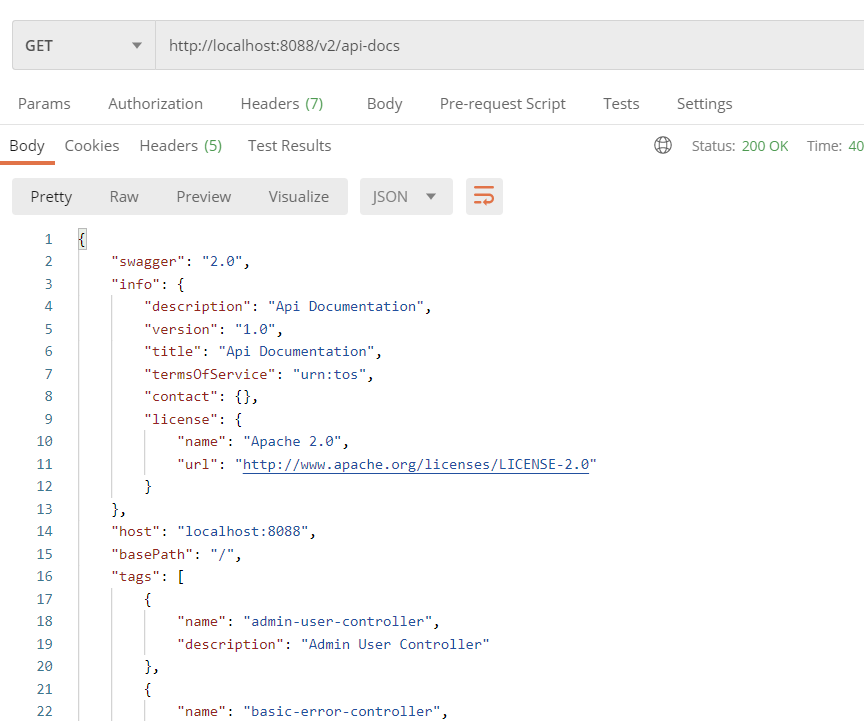 GET http://localhost:8088/v2/api-docs
Params Authorization Headers (7) Body Pre-request Script Tests Settings
Body Cookies Headers (5) Test Results Status: 200 OK Time: 40
Pretty Raw Preview Visualize JSON
1 {
2 "swagger": "2.0",
3 "info": {
4 "description": "Api Documentation",
5 "version": "1.0",
6 "title": "Api Documentation",
7 "termsOfService": "urn:tos",
8 "contact": {},
9 "license": {
10 "name": "Apache 2.0",
11 "url": "http://www.apache.org/licenses/LICENSE-2.0"
12 }
13 },
14 "host": "localhost:8088",
15 "basePath": "/",
16 "tags": [
17 {
18 "name": "admin-user-controller",
19 "description": "Admin User Controller"
20 },
21 {
22 "name": "basic-error-controller",